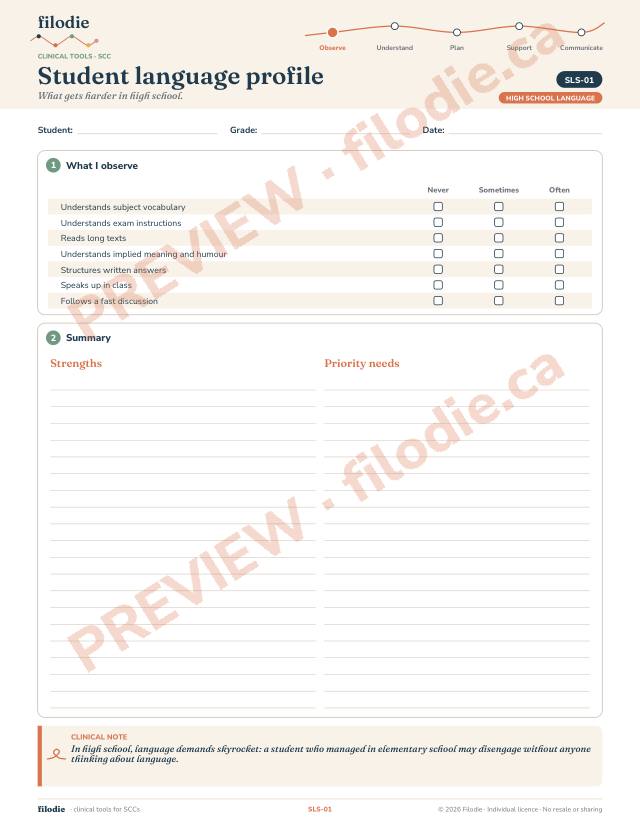 filodie
Observe Understand Plan Support Communicate
CLINICAL TOOLS · SCC
Student language profile
What gets harder in high school.
SLS-01
HIGH SCHOOL LANGUAGE
Student: Grade: Date:
1 What I observe
Never Sometimes Often
Understands subject vocabulary
Understands exam instructions
Reads long texts
Understands implied meaning and humour
Structures written answers
Speaks up in class
Follows a fast discussion
PREVIEW · filodie.ca
2 Summary
Strengths Priority needs
PREVIEW · filodie.ca
CLINICAL NOTE
In high school, language demands skyrocket: a student who managed in elementary school may disengage without anyone
thinking about language.
filodie · clinical tools for SCCs SLS-01 © 2026 Filodie · Individual licence · No resale or sharing